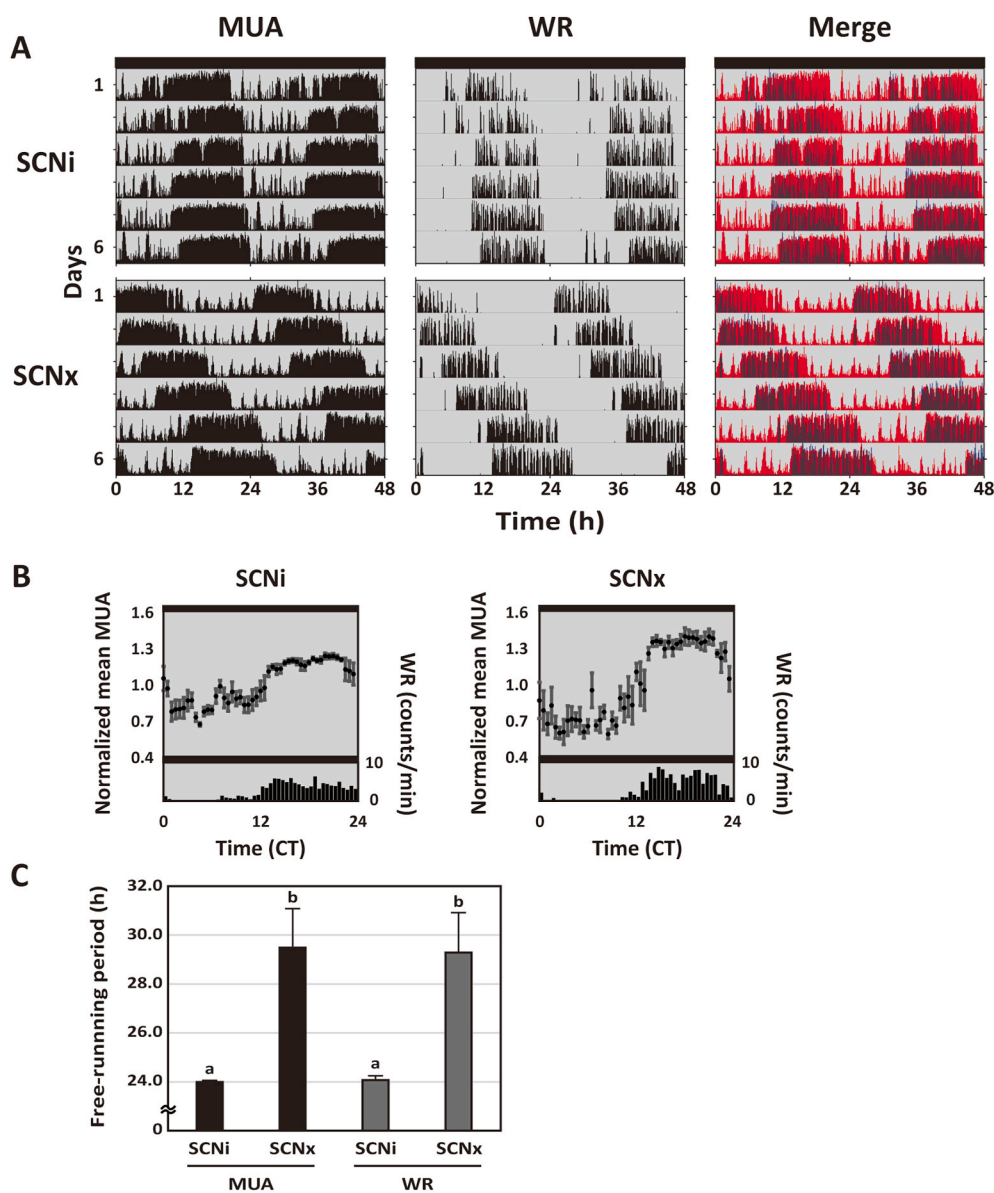 A
MUA
WR
Merge
SCNi
SCNx
Days
1
6
1
6
0 12 24 36 48
0 12 24 36 48
0 12 24 36 48
Time (h)
B
SCNi
SCNx
Normalized mean MUA
1.6
1.3
1.0
0.7
0.4
WR (counts/min)
10
0
0 12 24
Time (CT)
Normalized mean MUA
1.6
1.3
1.0
0.7
0.4
WR (counts/min)
10
0
0 12 24
Time (CT)
C
Free-runnning period (h)
32.0
30.0
28.0
26.0
24.0
0
a
b
a
b
SCNi SCNx SCNi SCNx
MUA WR